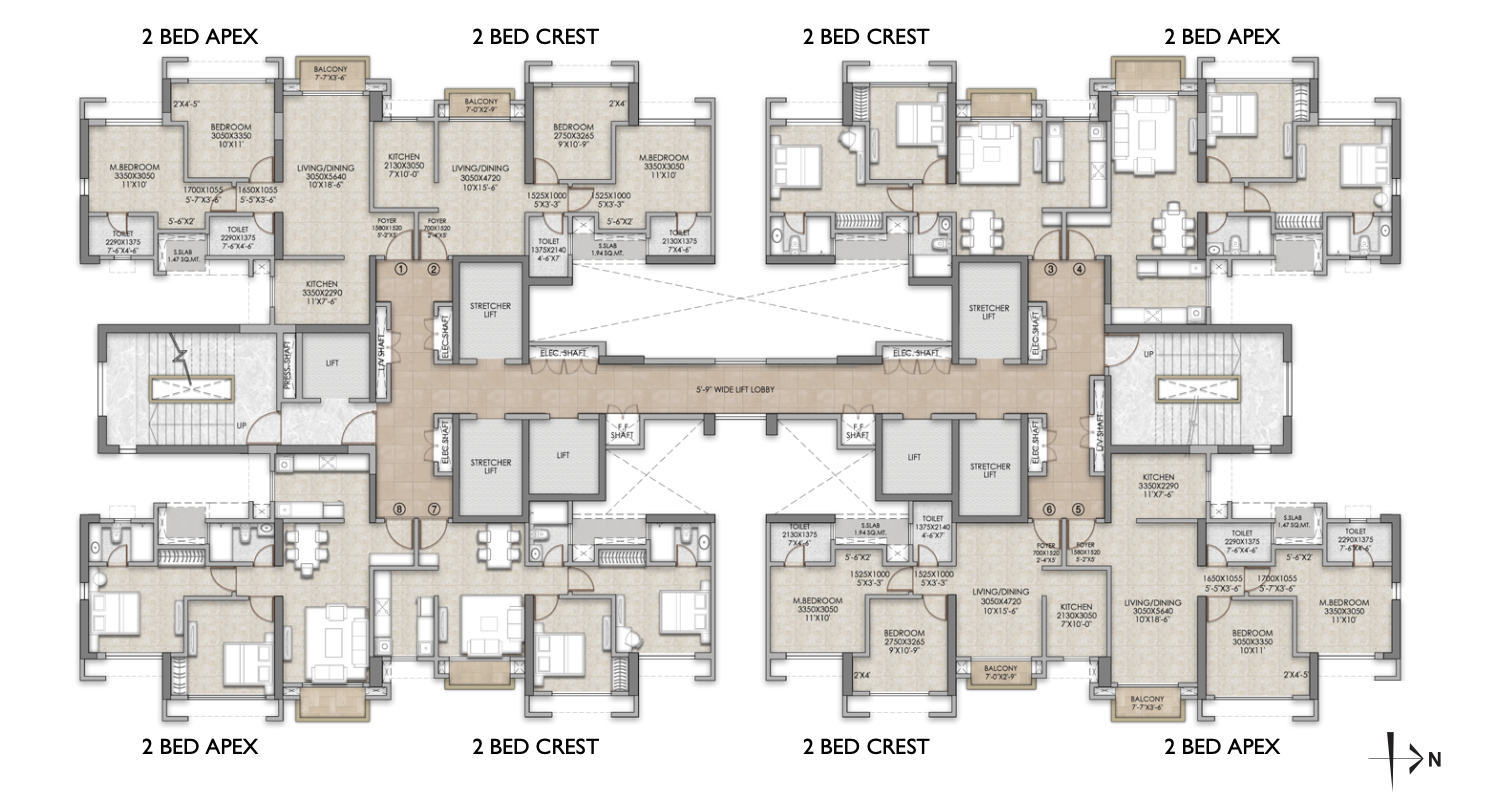 2 BED APEX
2 BED CREST
2 BED CREST
2 BED APEX
BALCONY
7'-7"X3'-6"
2'X4'-5"
BEDROOM
3050X3350
10'X11'
M.BEDROOM
3350X3050
11'X10'
LIVING/DINING
3050X5640
10'X18'-6"
1700X1055
5'-7"X3'-6"
1650X1055
5'-5"X3'-6"
5'-6"X2'
TOILET
2290X1375
7'-6"X4'-6"
S.SLAB
1.47 SQ.MT.
TOILET
2290X1375
7'-6"X4'-6"
KITCHEN
3350X2290
11'X7'-6"
FOYER
1580X1520
5'-2"X5'
KITCHEN
2130X3050
7'X10'-0"
BALCONY
7'-0"X2'-9"
LIVING/DINING
3050X4720
10'X15'-6"
FOYER
700X1520
2'-4"X5'
BEDROOM
2750X3265
9'X10'-9"
2'X4'
M.BEDROOM
3350X3050
11'X10'
1525X1000
5'X3'-3"
1525X1000
5'X3'-3"
5'-6"X2'
TOILET
1375X2140
4'-6"X7'
S.SLAB
1.94 SQ.MT.
TOILET
2130X1375
7'X4'-6"
1
2
3
4
STRETCHER
LIFT
STRETCHER
LIFT
L/V SHAFT
ELEC.SHAFT
ELEC.SHAFT
ELEC. SHAFT
ELEC. SHAFT
PRESS. SHAFT
LIFT
UP
UP
5'-9" WIDE LIFT LOBBY
F.F
SHAFT
F.F
SHAFT
ELEC.SHAFT
ELEC.SHAFT
L/V SHAFT
STRETCHER
LIFT
LIFT
LIFT
STRETCHER
LIFT
8
7
6
5
KITCHEN
3350X2290
11'X7'-6"
TOILET
2130X1375
7'X4'-6"
S.SLAB
1.94 SQ.MT.
TOILET
1375X2140
4'-6"X7'
5'-6"X2'
1525X1000
5'X3'-3"
1525X1000
5'X3'-3"
M.BEDROOM
3350X3050
11'X10'
BEDROOM
2750X3265
9'X10'-9"
2'X4'
FOYER
700X1520
2'-4"X5'
LIVING/DINING
3050X4720
10'X15'-6"
BALCONY
7'-0"X2'-9"
KITCHEN
2130X3050
7'X10'-0"
FOYER
1580X1520
5'-2"X5'
LIVING/DINING
3050X5640
10'X18'-6"
BALCONY
7'-7"X3'-6"
TOILET
2290X1375
7'-6"X4'-6"
S.SLAB
1.47 SQ.MT.
TOILET
2290X1375
7'-6"X4'-6"
5'-6"X2'
1650X1055
5'-5"X3'-6"
1700X1055
5'-7"X3'-6"
M.BEDROOM
3350X3050
11'X10'
BEDROOM
3050X3350
10'X11'
2'X4'-5"
2 BED APEX
2 BED CREST
2 BED CREST
2 BED APEX
N